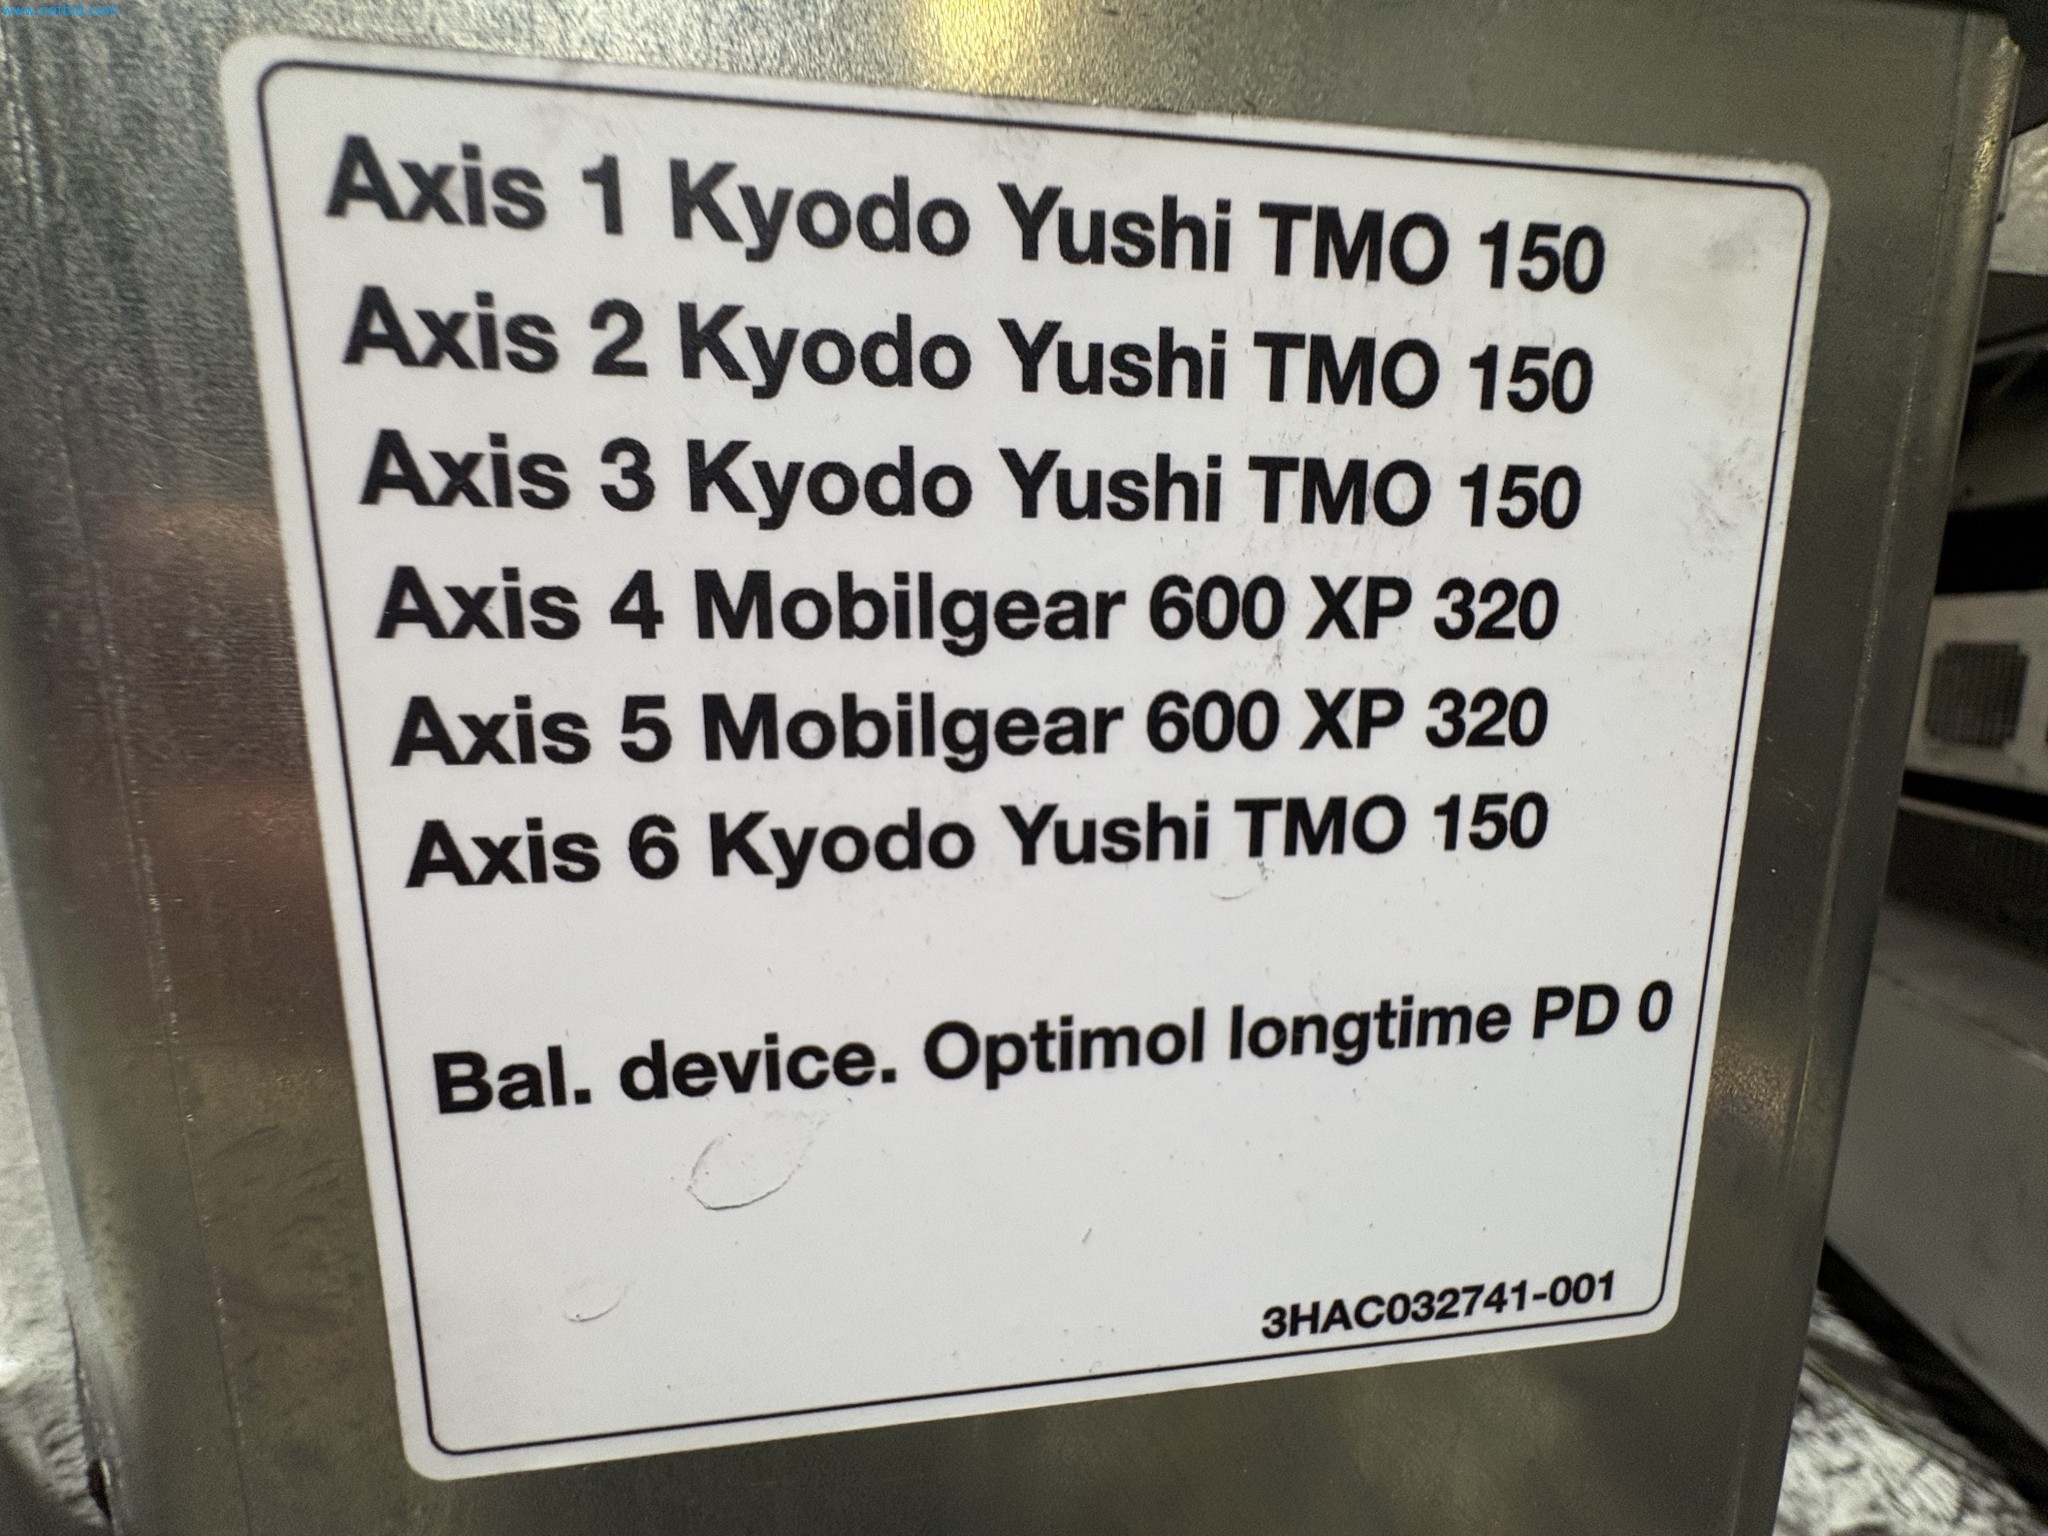 Axis 1 Kyodo Yushi TMO 150
Axis 2 Kyodo Yushi TMO 150
Axis 3 Kyodo Yushi TMO 150
Axis 4 Mobilgear 600 XP 320
Axis 5 Mobilgear 600 XP 320
Axis 6 Kyodo Yushi TMO 150
Bal. device. Optimol longtime PD 0
3HAC032741-001